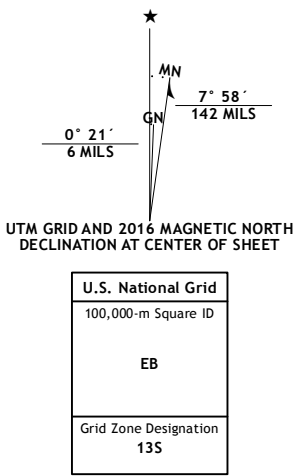 ★
MN
GN
7° 58´
142 MILS
0° 21´
6 MILS
UTM GRID AND 2016 MAGNETIC NORTH
DECLINATION AT CENTER OF SHEET
U.S. National Grid
100,000-m Square ID
EB
Grid Zone Designation
13S